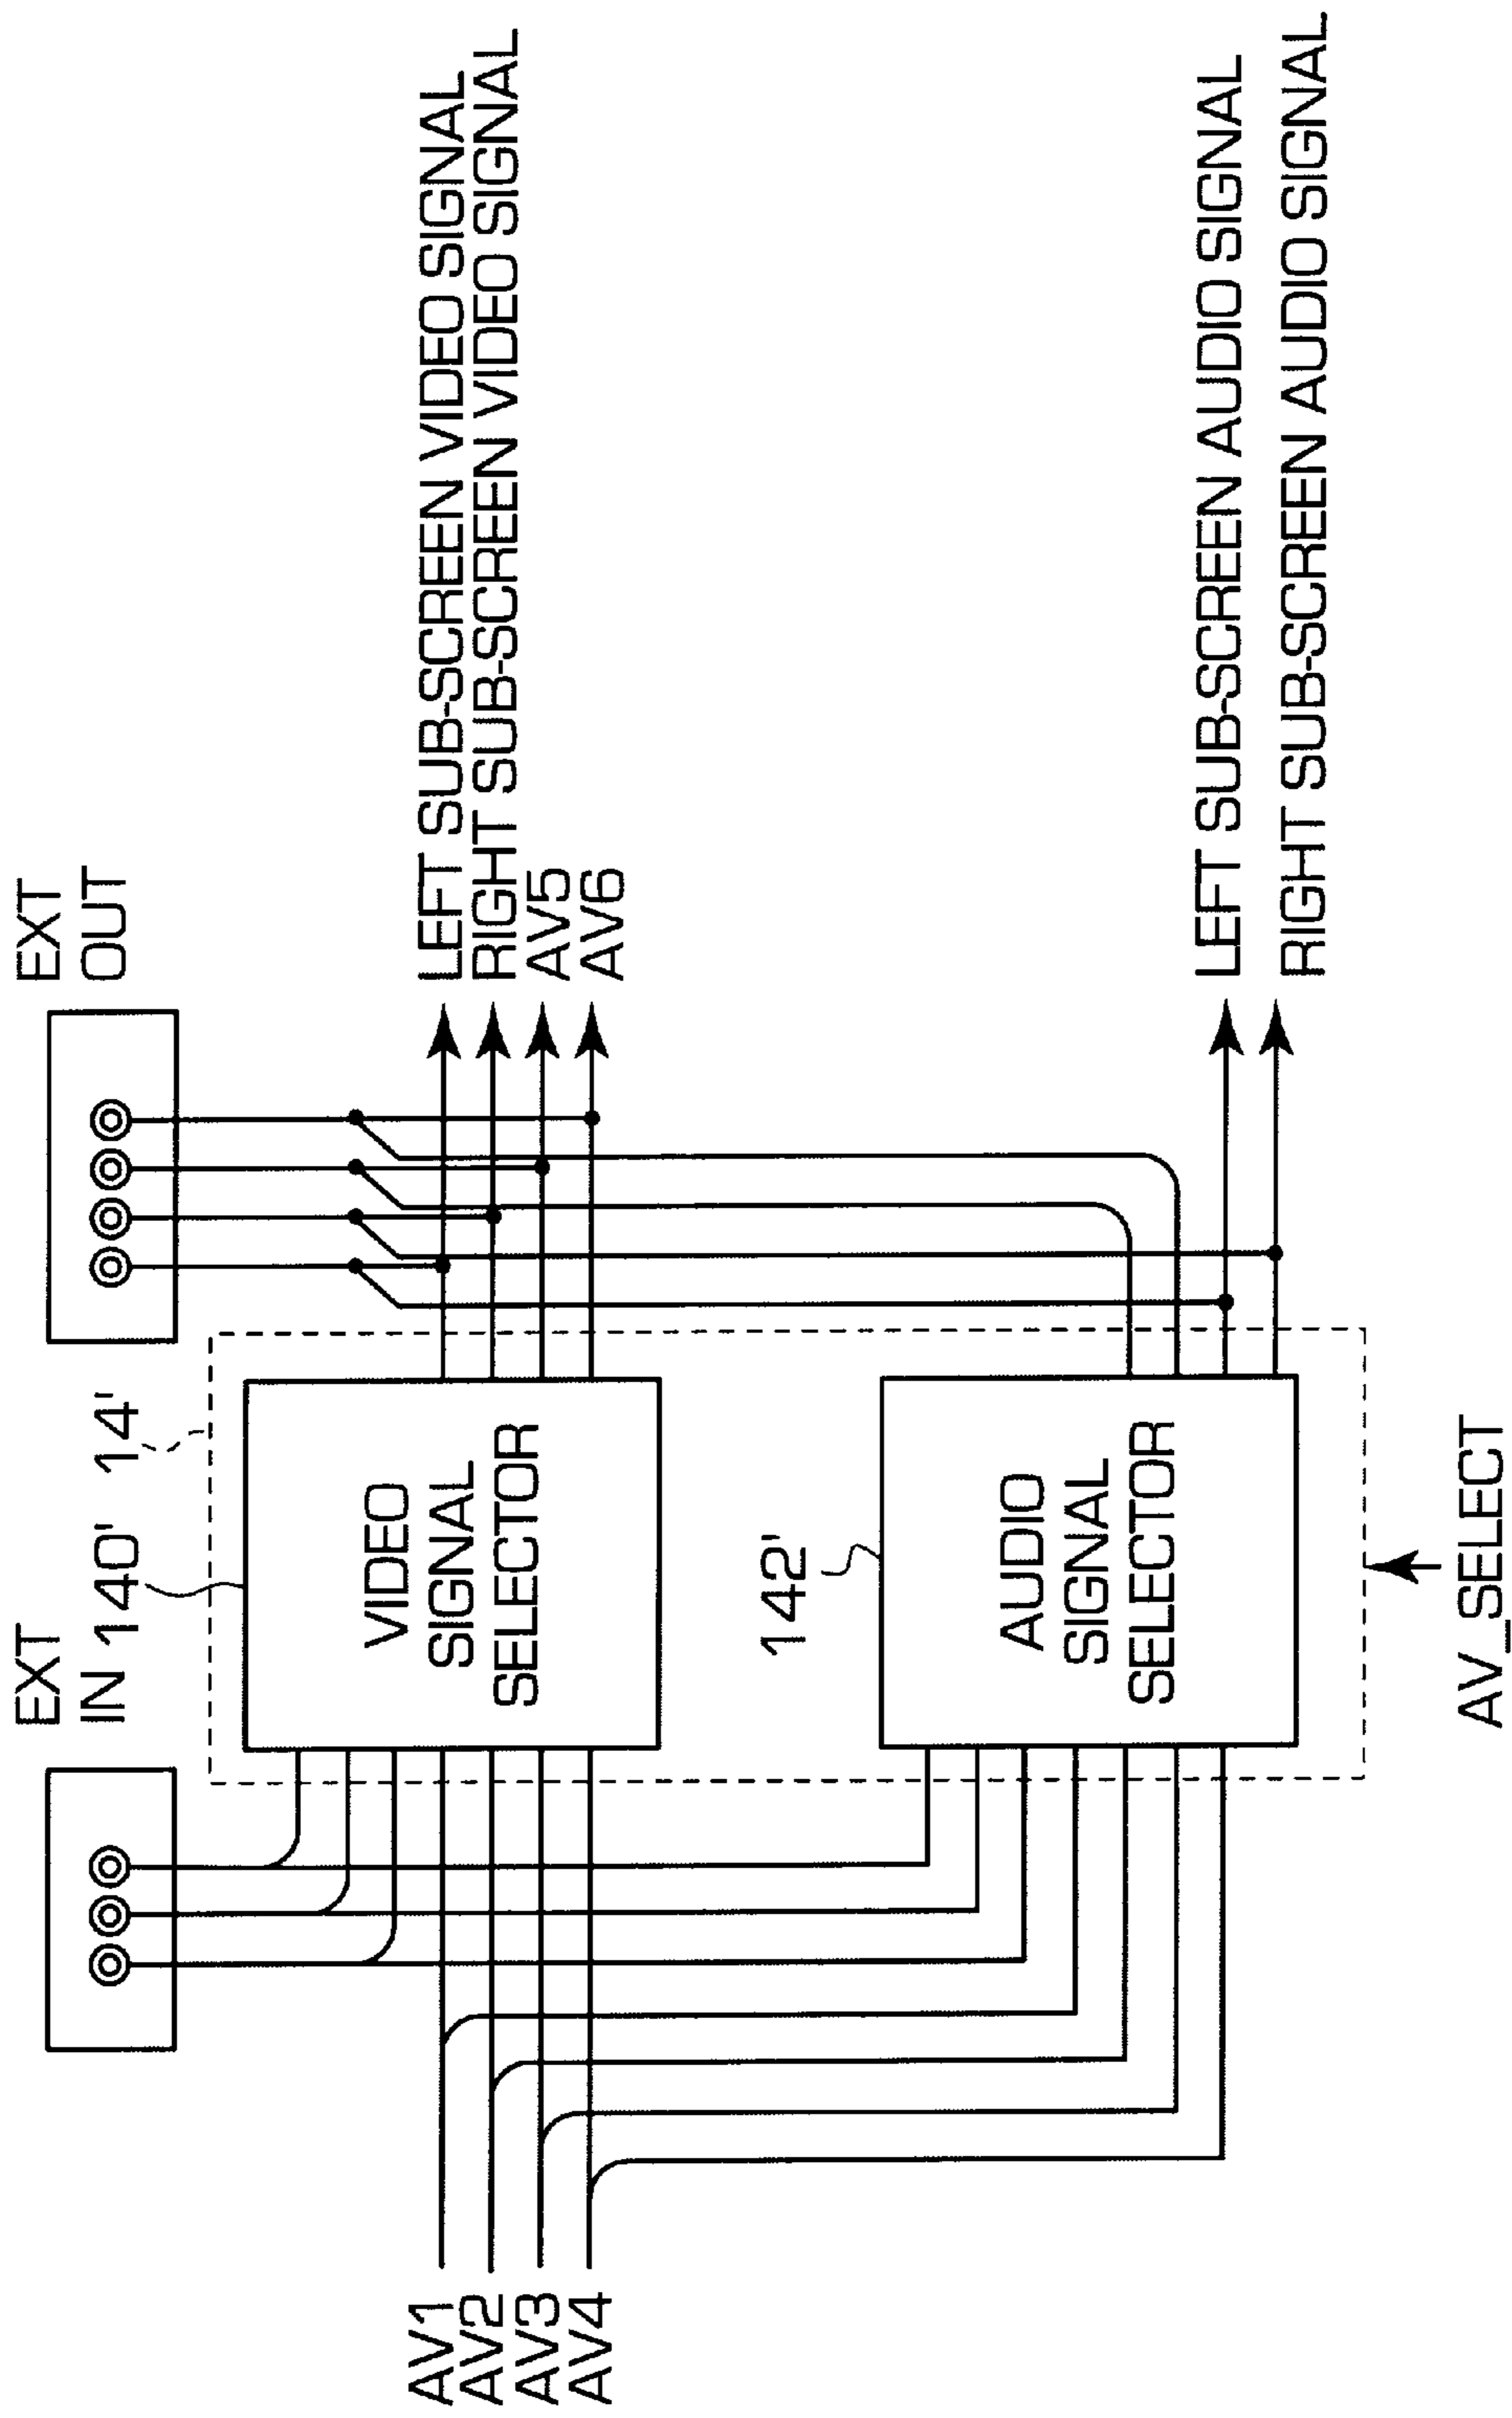 EXT
IN
140'
14'
EXT
OUT
VIDEO
SIGNAL
SELECTOR
LEFT SUB-SCREEN VIDEO SIGNAL
RIGHT SUB-SCREEN VIDEO SIGNAL
AV5
AV6
AV1
AV2
AV3
AV4
142'
AUDIO
SIGNAL
SELECTOR
LEFT SUB-SCREEN AUDIO SIGNAL
RIGHT SUB-SCREEN AUDIO SIGNAL
AV_SELECT